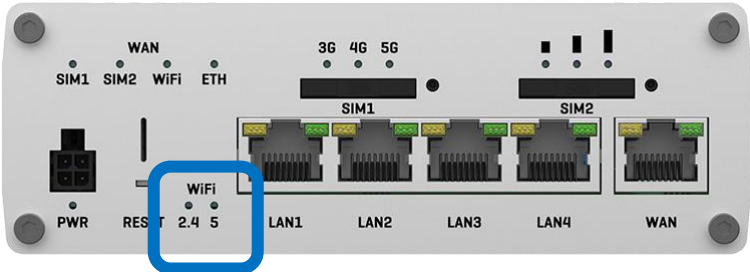 WAN
SIM1 SIM2 WiFi ETH
3G 4G 5G
SIM1
SIM2
WiFi
PWR RESET 2.4 5 LAN1 LAN2 LAN3 LAN4 WAN